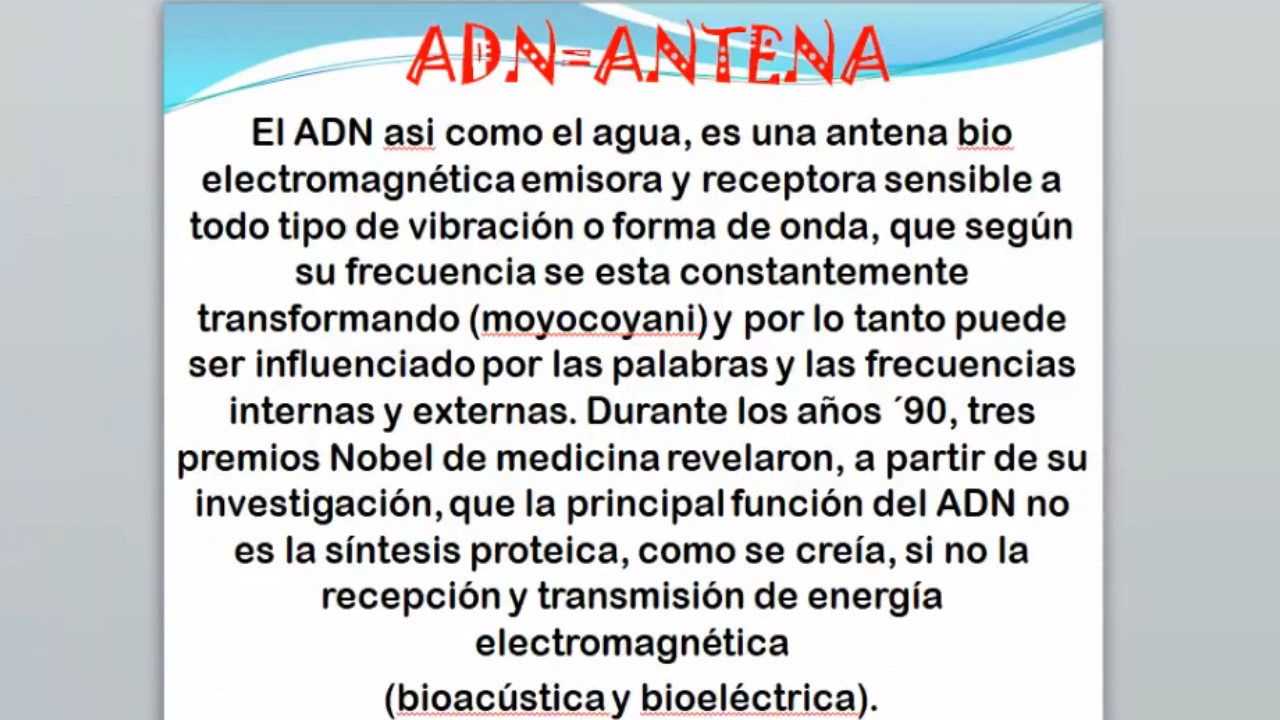 ADN=ANTENA
El ADN asi como el agua, es una antena bio
electromagnética emisora y receptora sensible a
todo tipo de vibración o forma de onda, que según
su frecuencia se esta constantemente
transformando (moyocoyani) y por lo tanto puede
ser influenciado por las palabras y las frecuencias
internas y externas. Durante los años ´90, tres
premios Nobel de medicina revelaron, a partir de su
investigación, que la principal función del ADN no
es la síntesis proteica, como se creía, si no la
recepción y transmisión de energía
electromagnética
(bioacústica y bioeléctrica).